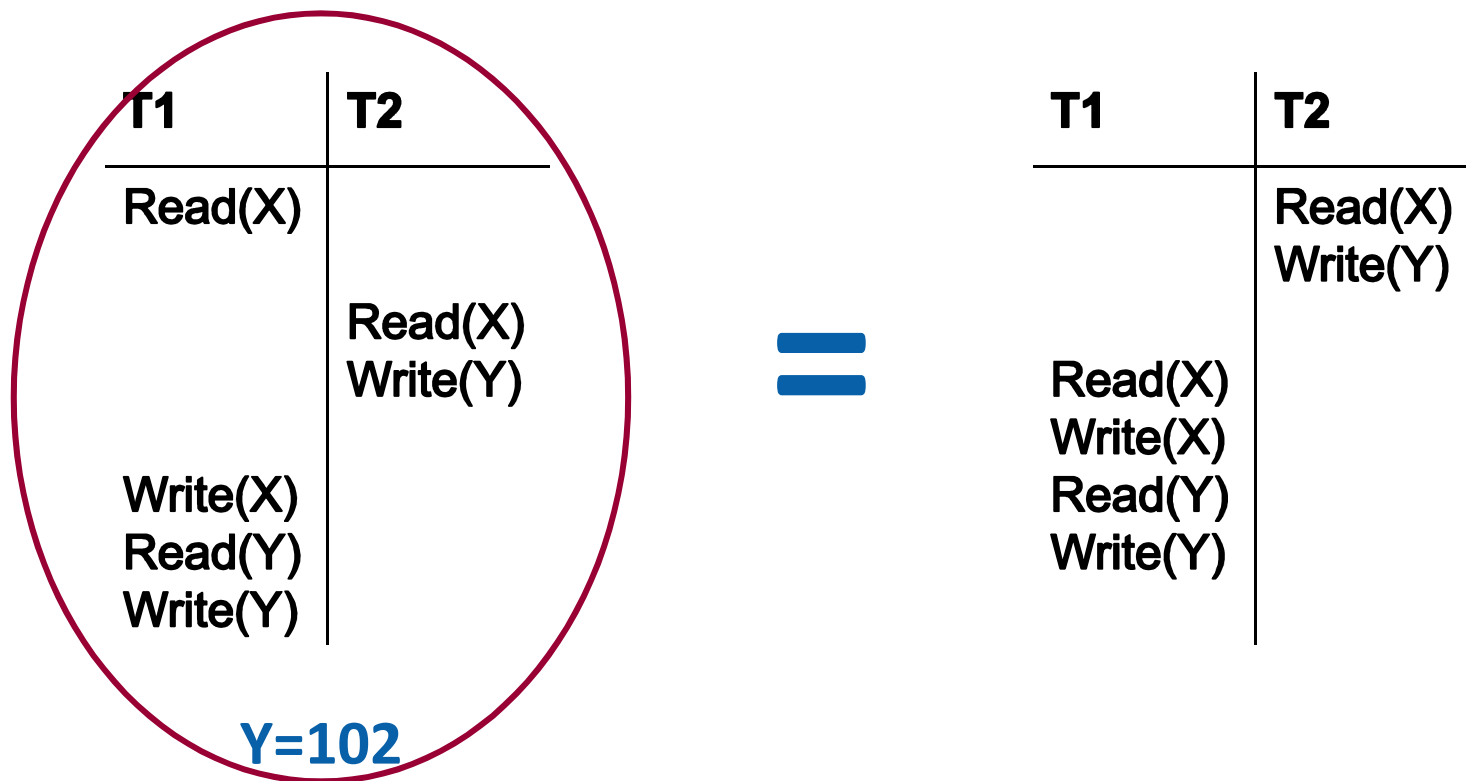 T1 T2
Read(X)
Read(X)
Write(Y)
Write(X)
Read(Y)
Write(Y)
Y=102
=
T1 T2
Read(X)
Write(Y)
Read(X)
Write(X)
Read(Y)
Write(Y)